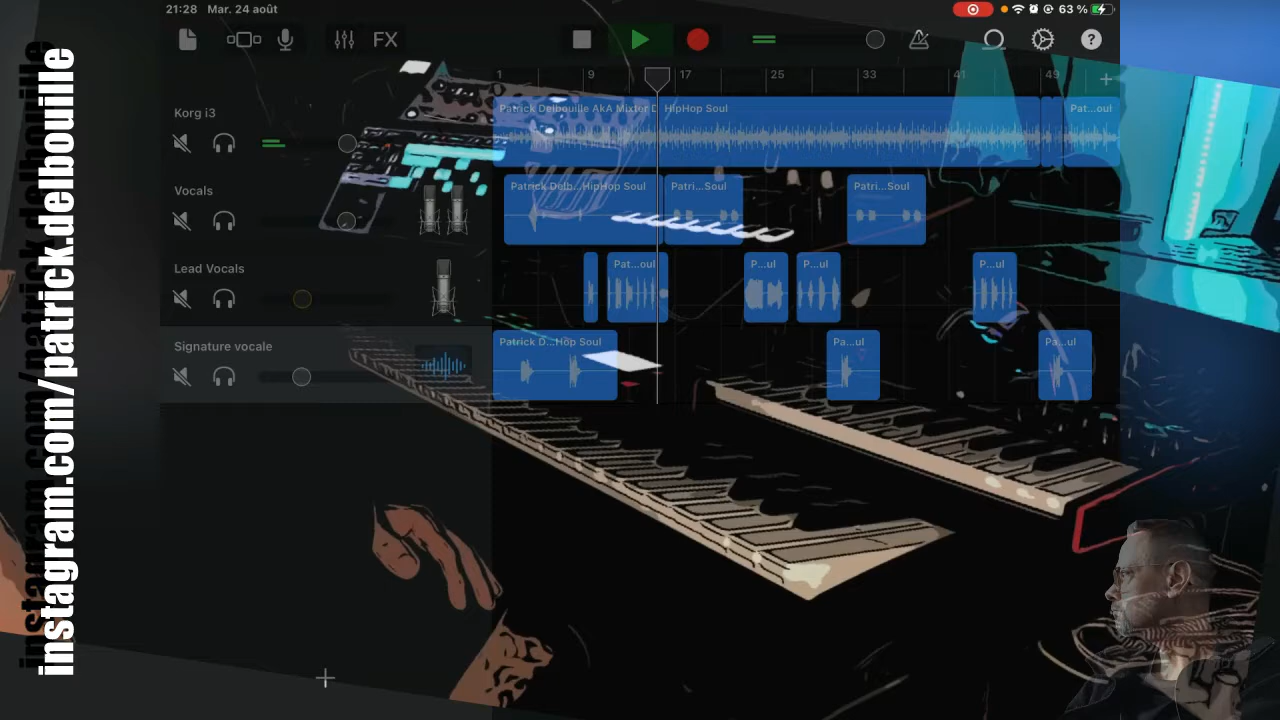 21:28 Mar. 24 août
63 %
FX
?
1 9 17 25 33 41 49
Korg i3
Patrick Delbouille AkA Mixter D
HipHop Soul
Pat...oul
Vocals
Patrick Delb...HipHop Soul
Patri...Soul
Patri...Soul
Lead Vocals
Pat...oul
P...ul
P...ul
P...ul
Signature vocale
Patrick D...Hop Soul
Pa...ul
Pa...ul
instagram.com/patrick.delbouille